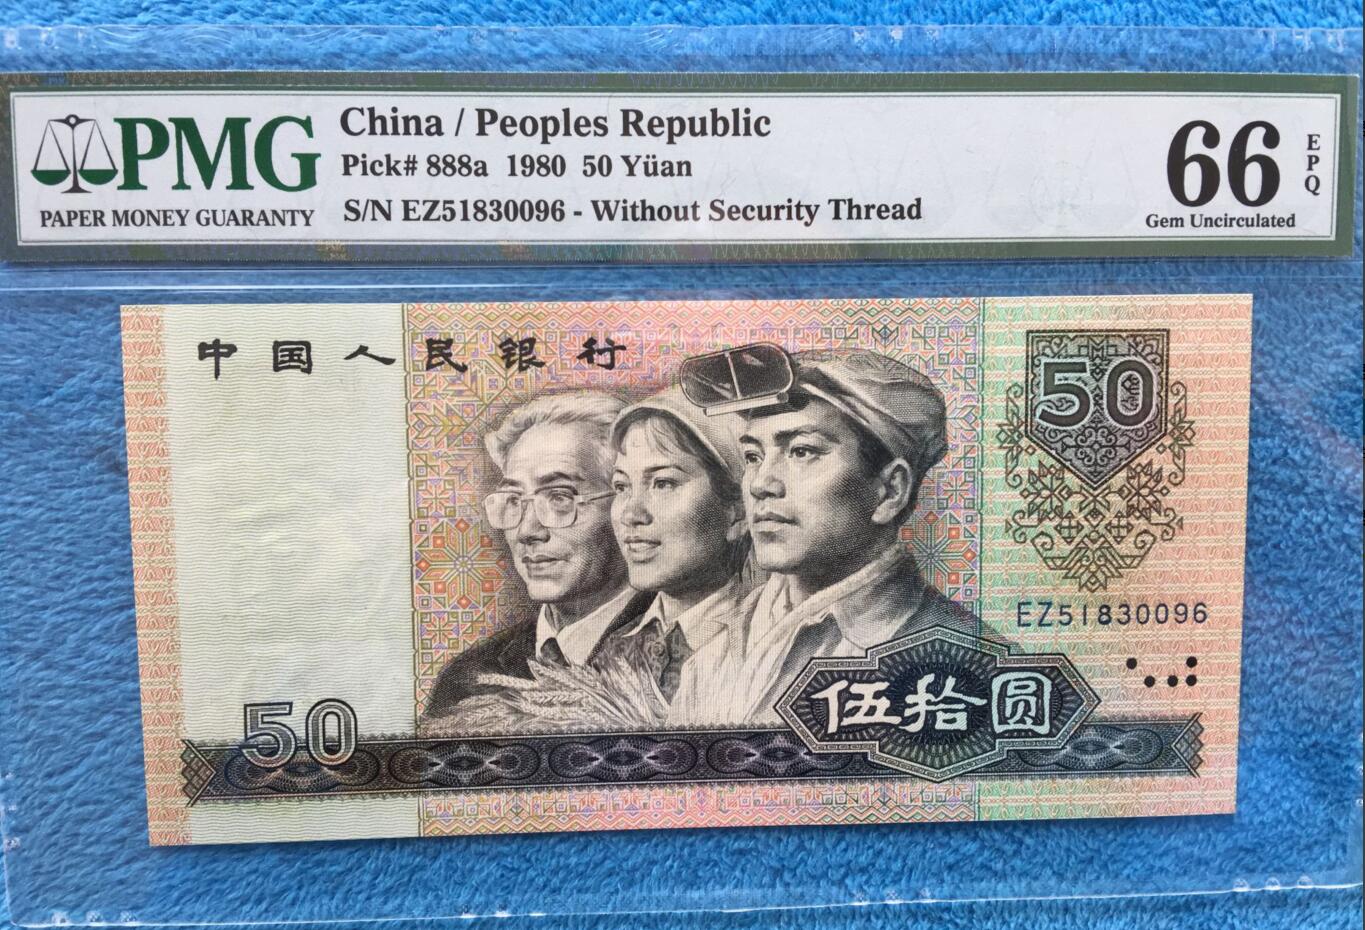 PMG
PAPER MONEY GUARANTY
China / Peoples Republic
Pick# 888a 1980 50 Yüan
S/N EZ51830096 - Without Security Thread
66
EPQ
Gem Uncirculated
中国人民银行
50
EZ51830096
50
伍拾圆